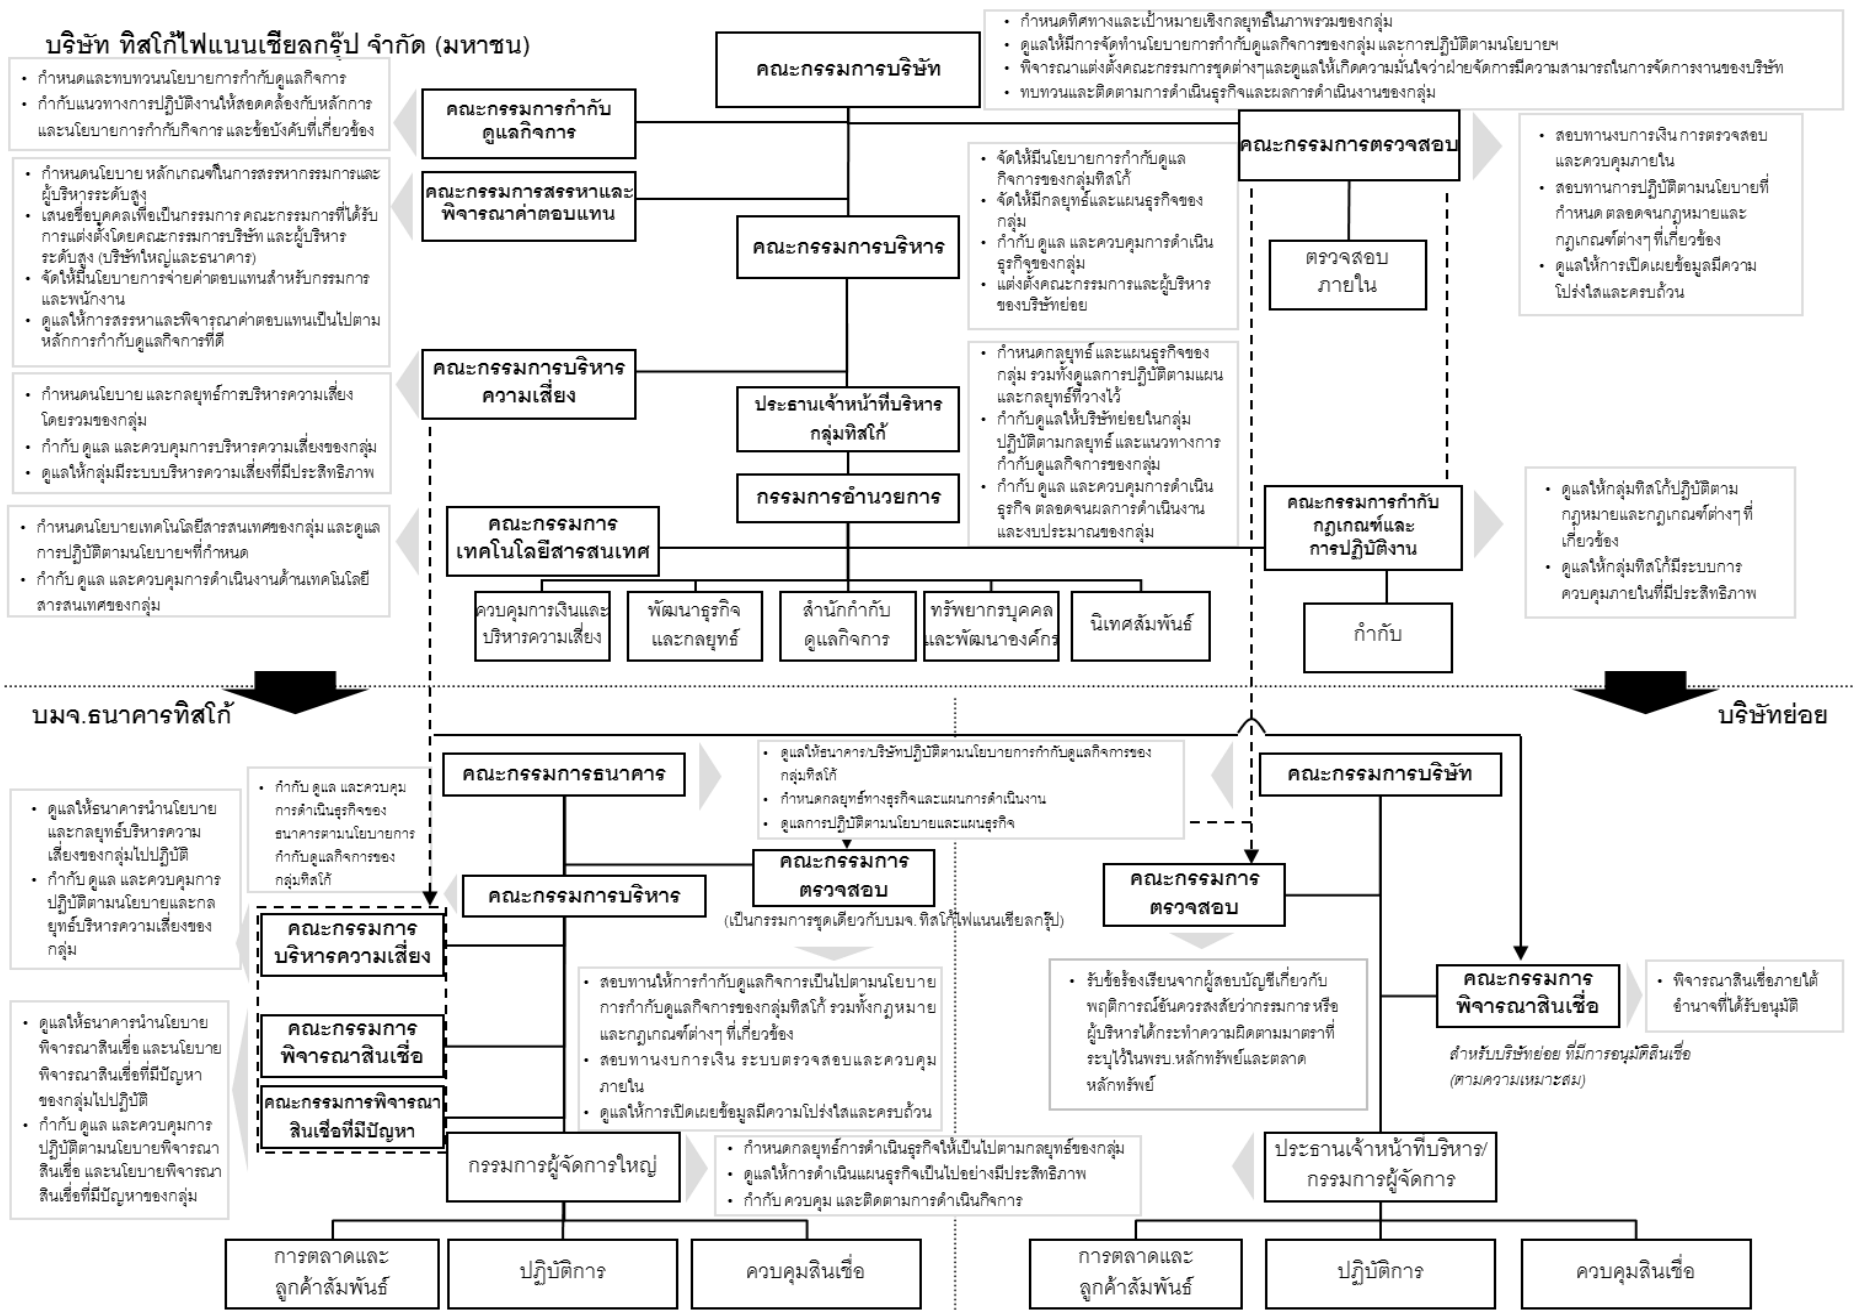 บริษัท ทิสโก้ไฟแนนเชียลกรุ๊ป จำกัด (มหาชน)
คณะกรรมการบริษัท
• กำหนดทิศทางและเป้าหมายเชิงกลยุทธ์ในภาพรวมของกลุ่ม
• ดูแลให้มีการจัดทำนโยบายการกำกับดูแลกิจการของกลุ่ม และการปฏิบัติตามนโยบายฯ
• พิจารณาแต่งตั้งคณะกรรมการชุดต่างๆและดูแลให้เกิดความมั่นใจว่าฝ่ายจัดการมีความสามารถในการจัดการงานของบริษัท
• ทบทวนและติดตามการดำเนินธุรกิจและผลการดำเนินงานของกลุ่ม
• กำหนดและทบทวนนโยบายการกำกับดูแลกิจการ
• กำกับแนวทางการปฏิบัติงานให้สอดคล้องกับหลักการ
และนโยบายการกำกับกิจการ และข้อบังคับที่เกี่ยวข้อง
คณะกรรมการกำกับ
ดูแลกิจการ
• กำหนดนโยบาย หลักเกณฑ์ในการสรรหากรรมการและ
ผู้บริหารระดับสูง
• เสนอชื่อบุคคลเพื่อเป็นกรรมการ คณะกรรมการที่ได้รับ
การแต่งตั้งโดยคณะกรรมการบริษัท และผู้บริหาร
ระดับสูง (บริษัทใหญ่และธนาคาร)
• จัดให้มีนโยบายการจ่ายค่าตอบแทนสำหรับกรรมการ
และพนักงาน
• ดูแลให้การสรรหาและพิจารณาค่าตอบแทนเป็นไปตาม
หลักการกำกับดูแลกิจการที่ดี
คณะกรรมการสรรหาและ
พิจารณาค่าตอบแทน
คณะกรรมการบริหาร
• จัดให้มีนโยบายการกำกับดูแล
กิจการของกลุ่มทิสโก้
• จัดให้มีกลยุทธ์และแผนธุรกิจของ
กลุ่ม
• กำกับ ดูแล และควบคุมการดำเนิน
ธุรกิจของกลุ่ม
• แต่งตั้งคณะกรรมการและผู้บริหาร
ของบริษัทย่อย
คณะกรรมการตรวจสอบ
ตรวจสอบ
ภายใน
• สอบทานงบการเงิน การตรวจสอบ
และควบคุมภายใน
• สอบทานการปฏิบัติตามนโยบายที่
กำหนด ตลอดจนกฎหมายและ
กฎเกณฑ์ต่างๆ ที่เกี่ยวข้อง
• ดูแลให้การเปิดเผยข้อมูลมีความ
โปร่งใสและครบถ้วน
• กำหนดนโยบาย และกลยุทธ์การบริหารความเสี่ยง
โดยรวมของกลุ่ม
• กำกับ ดูแล และควบคุมการบริหารความเสี่ยงของกลุ่ม
• ดูแลให้กลุ่มมีระบบบริหารความเสี่ยงที่มีประสิทธิภาพ
คณะกรรมการบริหาร
ความเสี่ยง
ประธานเจ้าหน้าที่บริหาร
กลุ่มทิสโก้
กรรมการอำนวยการ
• กำหนดกลยุทธ์ และแผนธุรกิจของ
กลุ่ม รวมทั้งดูแลการปฏิบัติตามแผน
และกลยุทธ์ที่วางไว้
• กำกับดูแลให้บริษัทย่อยในกลุ่ม
ปฏิบัติตามกลยุทธ์ และแนวทางการ
กำกับดูแลกิจการของกลุ่ม
• กำกับ ดูแล และควบคุมการดำเนิน
ธุรกิจ ตลอดจนผลการดำเนินงาน
และงบประมาณของกลุ่ม
• กำหนดนโยบายเทคโนโลยีสารสนเทศของกลุ่ม และดูแล
การปฏิบัติตามนโยบายฯที่กำหนด
• กำกับ ดูแล และควบคุมการดำเนินงานด้านเทคโนโลยี
สารสนเทศของกลุ่ม
คณะกรรมการ
เทคโนโลยีสารสนเทศ
คณะกรรมการกำกับ
กฎเกณฑ์และ
การปฏิบัติงาน
• ดูแลให้กลุ่มทิสโก้ปฏิบัติตาม
กฎหมายและกฎเกณฑ์ต่างๆ ที่
เกี่ยวข้อง
• ดูแลให้กลุ่มทิสโก้มีระบบการ
ควบคุมภายในที่มีประสิทธิภาพ
กำกับ
ควบคุมการเงินและ
บริหารความเสี่ยง
พัฒนาธุรกิจ
และกลยุทธ์
สำนักกำกับ
ดูแลกิจการ
ทรัพยากรบุคคล
และพัฒนาองค์กร
นิเทศสัมพันธ์
บมจ.ธนาคารทิสโก้
บริษัทย่อย
คณะกรรมการธนาคาร
• ดูแลให้ธนาคาร/บริษัทปฏิบัติตามนโยบายการกำกับดูแลกิจการของ
กลุ่มทิสโก้
• กำหนดกลยุทธ์ทางธุรกิจและแผนการดำเนินงาน
• ดูแลการปฏิบัติตามนโยบายและแผนธุรกิจ
คณะกรรมการบริษัท
• กำกับ ดูแล และควบคุม
การดำเนินธุรกิจของ
ธนาคารตามนโยบายการ
กำกับดูแลกิจการของ
กลุ่มทิสโก้
• ดูแลให้ธนาคารนำนโยบาย
และกลยุทธ์บริหารความ
เสี่ยงของกลุ่มไปปฏิบัติ
• กำกับ ดูแล และควบคุมการ
ปฏิบัติตามนโยบายและกล
ยุทธ์บริหารความเสี่ยงของ
กลุ่ม
คณะกรรมการบริหาร
คณะกรรมการ
ตรวจสอบ
(เป็นกรรมการชุดเดียวกับบมจ. ทิสโก้ไฟแนนเชียลกรุ๊ป)
คณะกรรมการ
ตรวจสอบ
คณะกรรมการ
บริหารความเสี่ยง
คณะกรรมการ
พิจารณาสินเชื่อ
คณะกรรมการพิจารณา
สินเชื่อที่มีปัญหา
• ดูแลให้ธนาคารนำนโยบาย
พิจารณาสินเชื่อ และนโยบาย
พิจารณาสินเชื่อที่มีปัญหา
ของกลุ่มไปปฏิบัติ
• กำกับ ดูแล และควบคุมการ
ปฏิบัติตามนโยบายพิจารณา
สินเชื่อ และนโยบายพิจารณา
สินเชื่อที่มีปัญหาของกลุ่ม
• สอบทานให้การกำกับดูแลกิจการเป็นไปตามนโยบาย
การกำกับดูแลกิจการของกลุ่มทิสโก้ รวมทั้งกฎหมาย
และกฎเกณฑ์ต่างๆ ที่เกี่ยวข้อง
• สอบทานงบการเงิน ระบบตรวจสอบและควบคุม
ภายใน
• ดูแลให้การเปิดเผยข้อมูลมีความโปร่งใสและครบถ้วน
• รับข้อร้องเรียนจากผู้สอบบัญชีเกี่ยวกับ
พฤติการณ์อันควรสงสัยว่ากรรมการ หรือ
ผู้บริหารได้กระทำความผิดตามมาตราที่
ระบุไว้ในพรบ.หลักทรัพย์และตลาด
หลักทรัพย์
คณะกรรมการ
พิจารณาสินเชื่อ
• พิจารณาสินเชื่อภายใต้
อำนาจที่ได้รับอนุมัติ
สำหรับบริษัทย่อย ที่มีการอนุมัติสินเชื่อ
(ตามความเหมาะสม)
กรรมการผู้จัดการใหญ่
• กำหนดกลยุทธ์การดำเนินธุรกิจให้เป็นไปตามกลยุทธ์ของกลุ่ม
• ดูแลให้การดำเนินแผนธุรกิจเป็นไปอย่างมีประสิทธิภาพ
• กำกับ ควบคุม และติดตามการดำเนินกิจการ
ประธานเจ้าหน้าที่บริหาร/
กรรมการผู้จัดการ
การตลาดและ
ลูกค้าสัมพันธ์
ปฏิบัติการ
ควบคุมสินเชื่อ
การตลาดและ
ลูกค้าสัมพันธ์
ปฏิบัติการ
ควบคุมสินเชื่อ